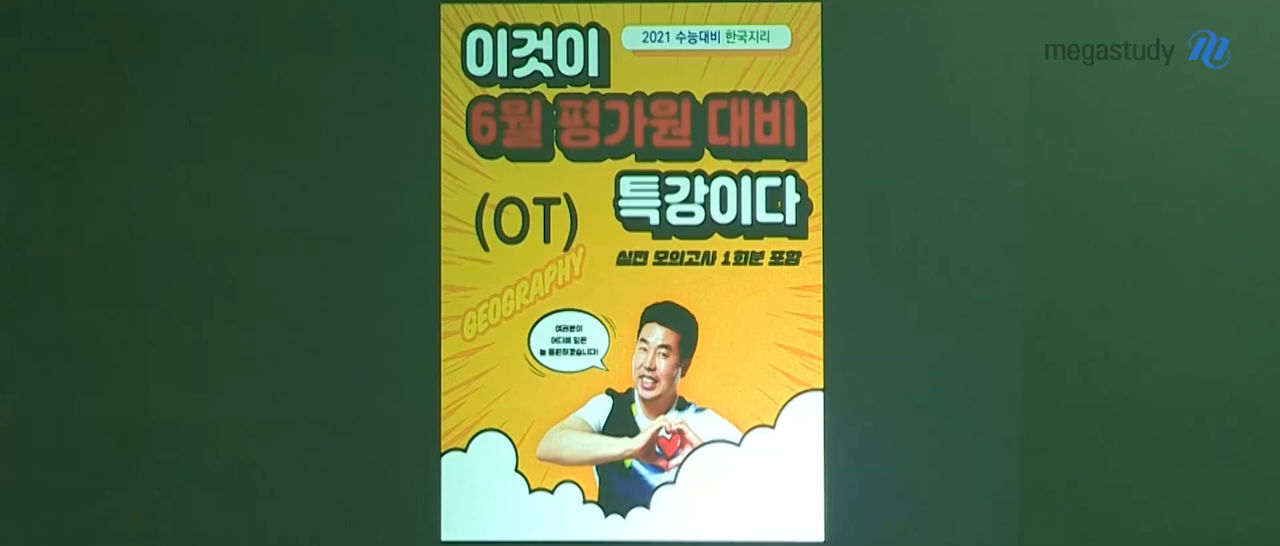 이것이
2021 수능대비 한국지리
6월 평가원 대비
특강이다
(OT)
실전 모의고사 1회분 포함
GEOGRAPHY
여러분이
어디에 있든
늘 응원하겠습니다!
megastudy